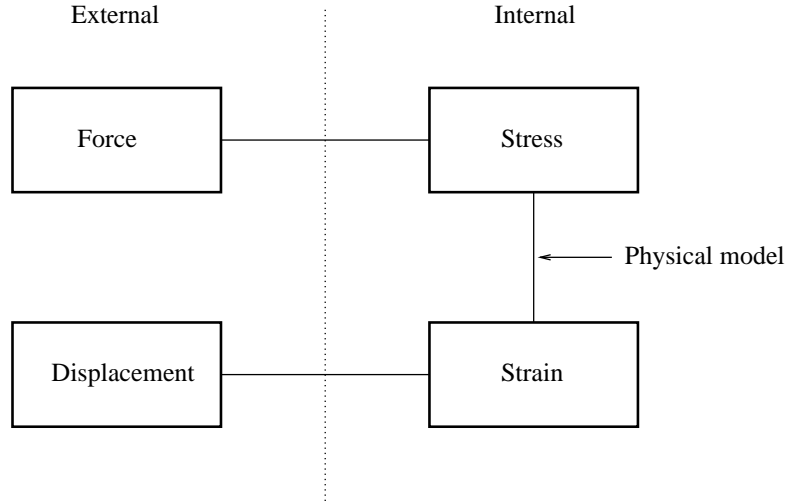 External
Internal
Force
Stress
Physical model
Displacement
Strain